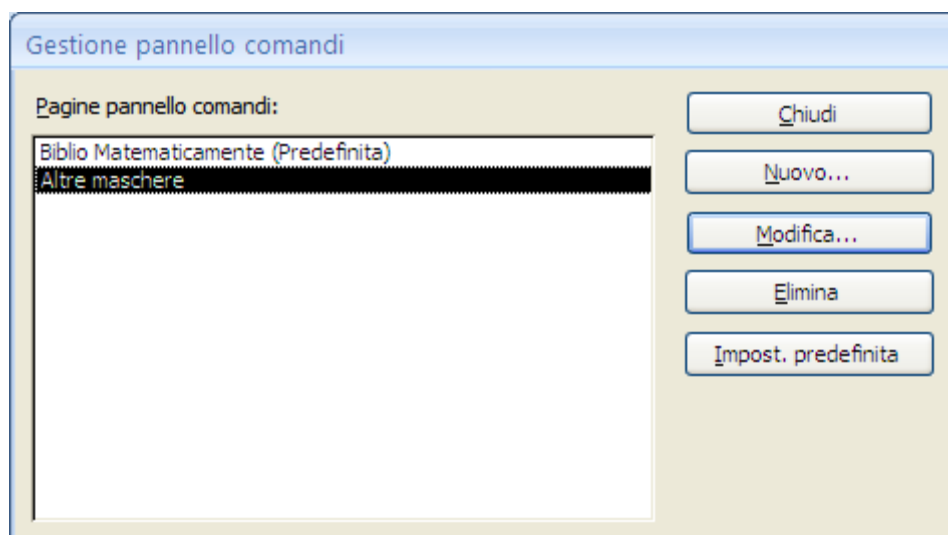 Gestione pannello comandi
Pagine pannello comandi:
Biblio Matematicamente (Predefinita)
Altre maschere
Chiudi
Nuovo...
Modifica...
Elimina
Impost. predefinita